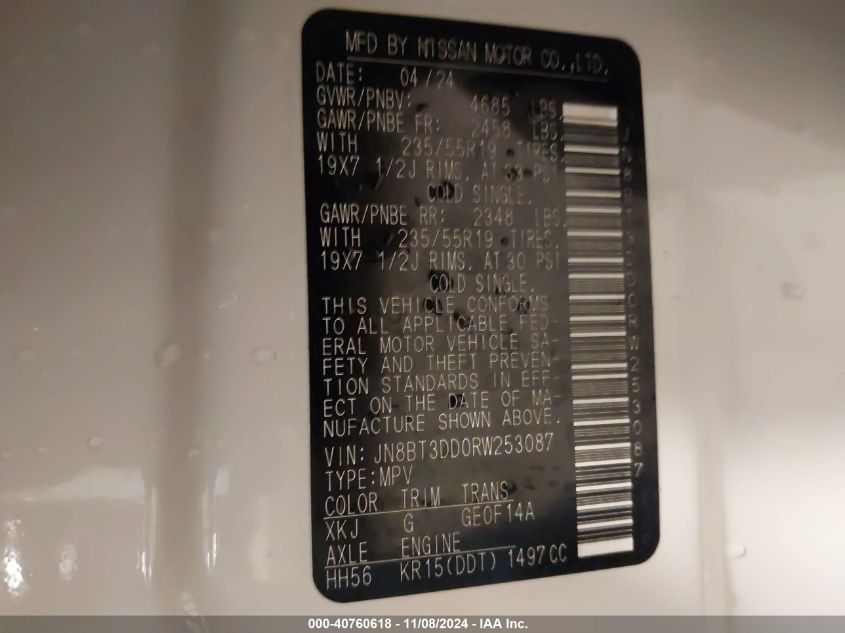 MFD BY NISSAN MOTOR CO.,LTD.
DATE: 04/24
GVWR/PNBV: 4685 LBS.
GAWR/PNBE FR: 2458 LBS.
WITH 235/55R19 TIRES,
19X7 1/2J RIMS, AT 33 PSI
COLD SINGLE.
GAWR/PNBE RR: 2348 LBS.
WITH 235/55R19 TIRES,
19X7 1/2J RIMS, AT 30 PSI
COLD SINGLE.
THIS VEHICLE CONFORMS
TO ALL APPLICABLE FED-
ERAL MOTOR VEHICLE SA-
FETY AND THEFT PREVEN-
TION STANDARDS IN EFF-
ECT ON THE DATE OF MA-
NUFACTURE SHOWN ABOVE.
VIN: JN8BT3DD0RW253087
TYPE:MPV
COLOR TRIM TRANS
XKJ G GE0F14A
AXLE ENGINE
HH56 KR15(DDT) 1497CC
JN8BT3DD0RW253087
000-40760618 - 11/08/2024 - IAA Inc.